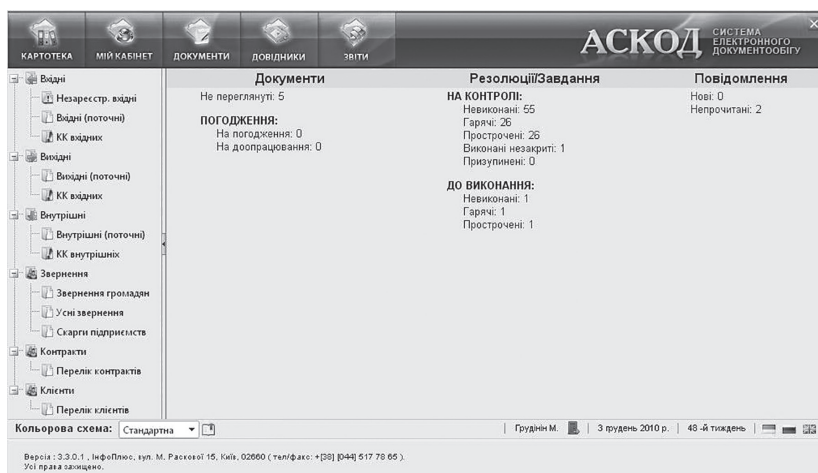 КАРТОТЕКА
МІЙ КАБІНЕТ
ДОКУМЕНТИ
ДОВІДНИКИ
ЗВІТИ
АСКОД
СИСТЕМА
ЕЛЕКТРОННОГО
ДОКУМЕНТООБІГУ
Вхідні
Незареєстр. вхідні
Вхідні (поточні)
КК вхідних
Вихідні
Вихідні (поточні)
КК вхідних
Внутрішні
Внутрішні (поточні)
КК внутрішніх
Звернення
Звернення громадян
Усні звернення
Скарги підприємств
Контракти
Перелік контрактів
Клієнти
Перелік клієнтів
Документи
Не переглянуті: 5
ПОГОДЖЕННЯ:
На погодження: 0
На доопрацювання: 0
Резолюції/Завдання
НА КОНТРОЛІ:
Невиконані: 55
Гарячі: 26
Прострочені: 26
Виконані незакриті: 1
Призупинені: 0
ДО ВИКОНАННЯ:
Невиконані: 1
Гарячі: 1
Прострочені: 1
Повідомлення
Нові: 0
Непрочитані: 2
Кольорова схема: Стандартна
Грудінін М. | 3 грудень 2010 р. | 48 -й тиждень
Версія : 3.3.0.1 , ІнфоПлюс, вул. М. Раскової 15, Київ, 02660 ( тел/факс: +[38] [044] 517 78 65 ).
Усі права захищено.